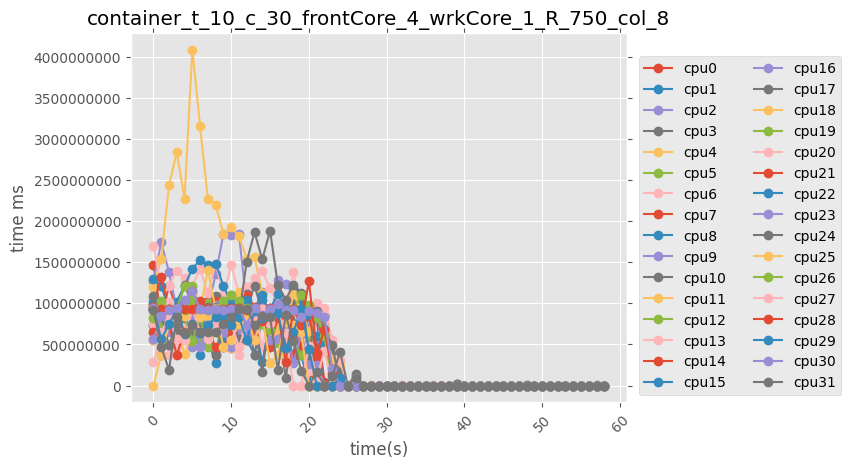 container_t_10_c_30_frontCore_4_wrkCore_1_R_750_col_8
time ms
4000000000
3500000000
3000000000
2500000000
2000000000
1500000000
1000000000
500000000
0
0
10
20
30
40
50
60
time(s)
cpu0
cpu1
cpu2
cpu3
cpu4
cpu5
cpu6
cpu7
cpu8
cpu9
cpu10
cpu11
cpu12
cpu13
cpu14
cpu15
cpu16
cpu17
cpu18
cpu19
cpu20
cpu21
cpu22
cpu23
cpu24
cpu25
cpu26
cpu27
cpu28
cpu29
cpu30
cpu31